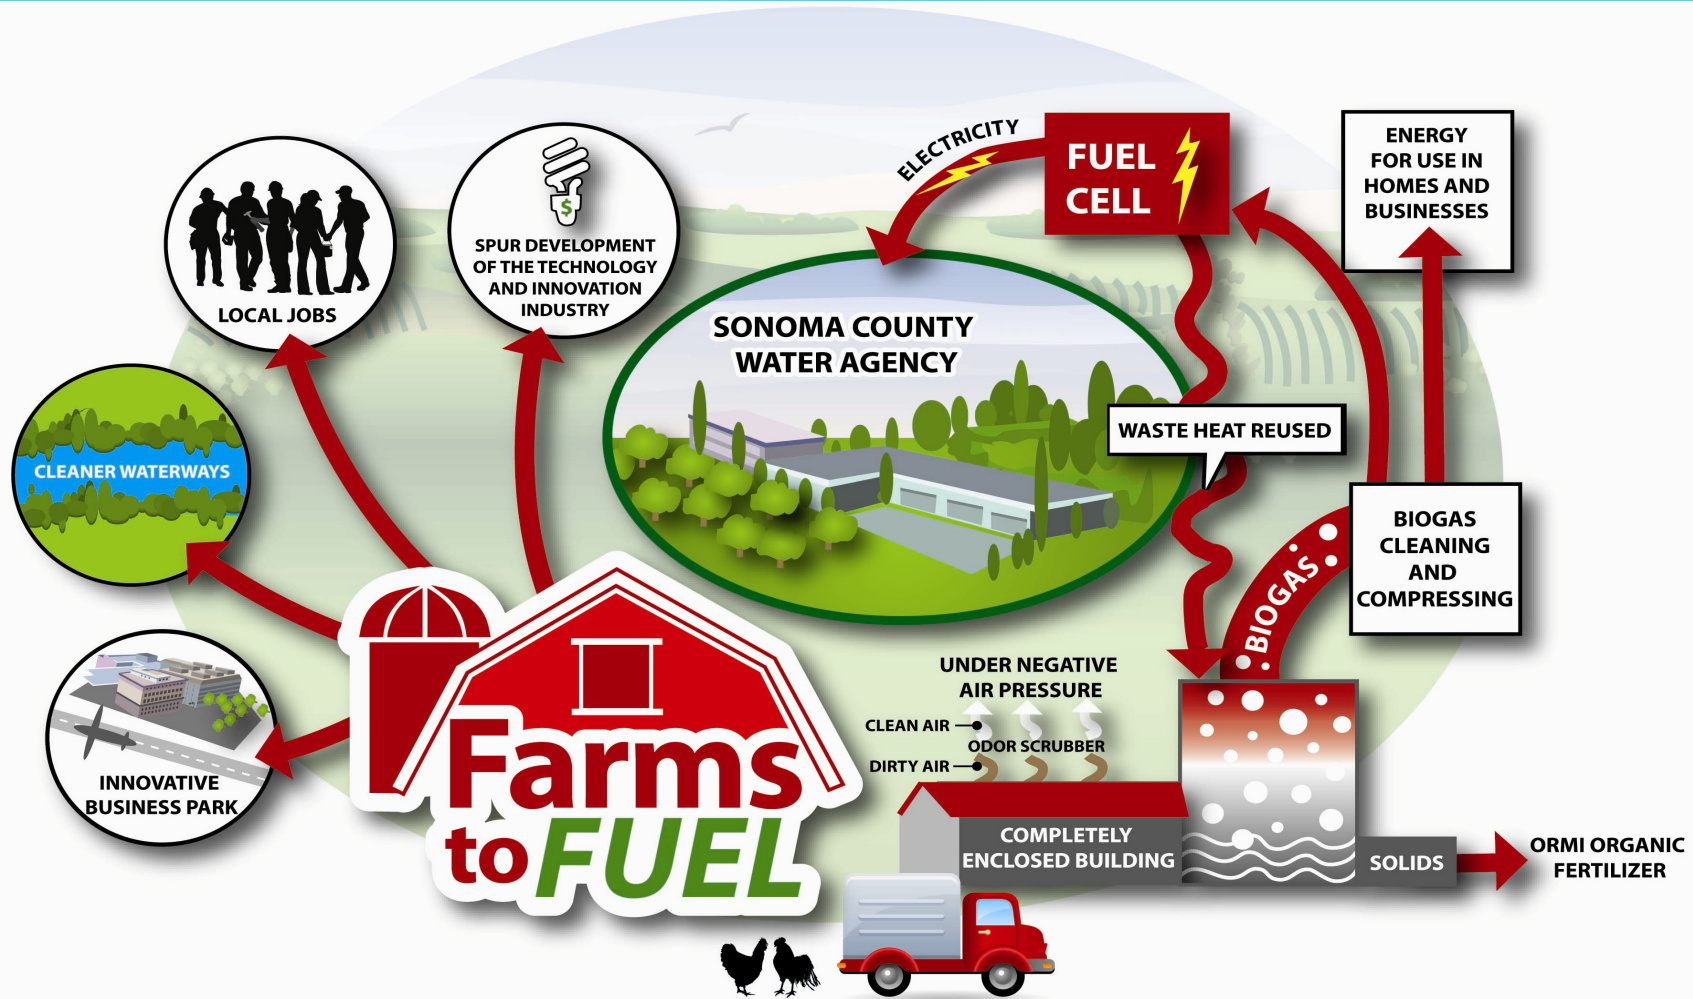 LOCAL JOBS
$
SPUR DEVELOPMENT
OF THE TECHNOLOGY
AND INNOVATION
INDUSTRY
ELECTRICITY
FUEL
CELL
ENERGY
FOR USE IN
HOMES AND
BUSINESSES
SONOMA COUNTY
WATER AGENCY
WASTE HEAT REUSED
CLEANER WATERWAYS
BIOGAS
CLEANING
AND
COMPRESSING
BIOGAS
INNOVATIVE
BUSINESS PARK
Farms
to FUEL
UNDER NEGATIVE
AIR PRESSURE
CLEAN AIR
ODOR SCRUBBER
DIRTY AIR
COMPLETELY
ENCLOSED BUILDING
SOLIDS
ORMI ORGANIC
FERTILIZER